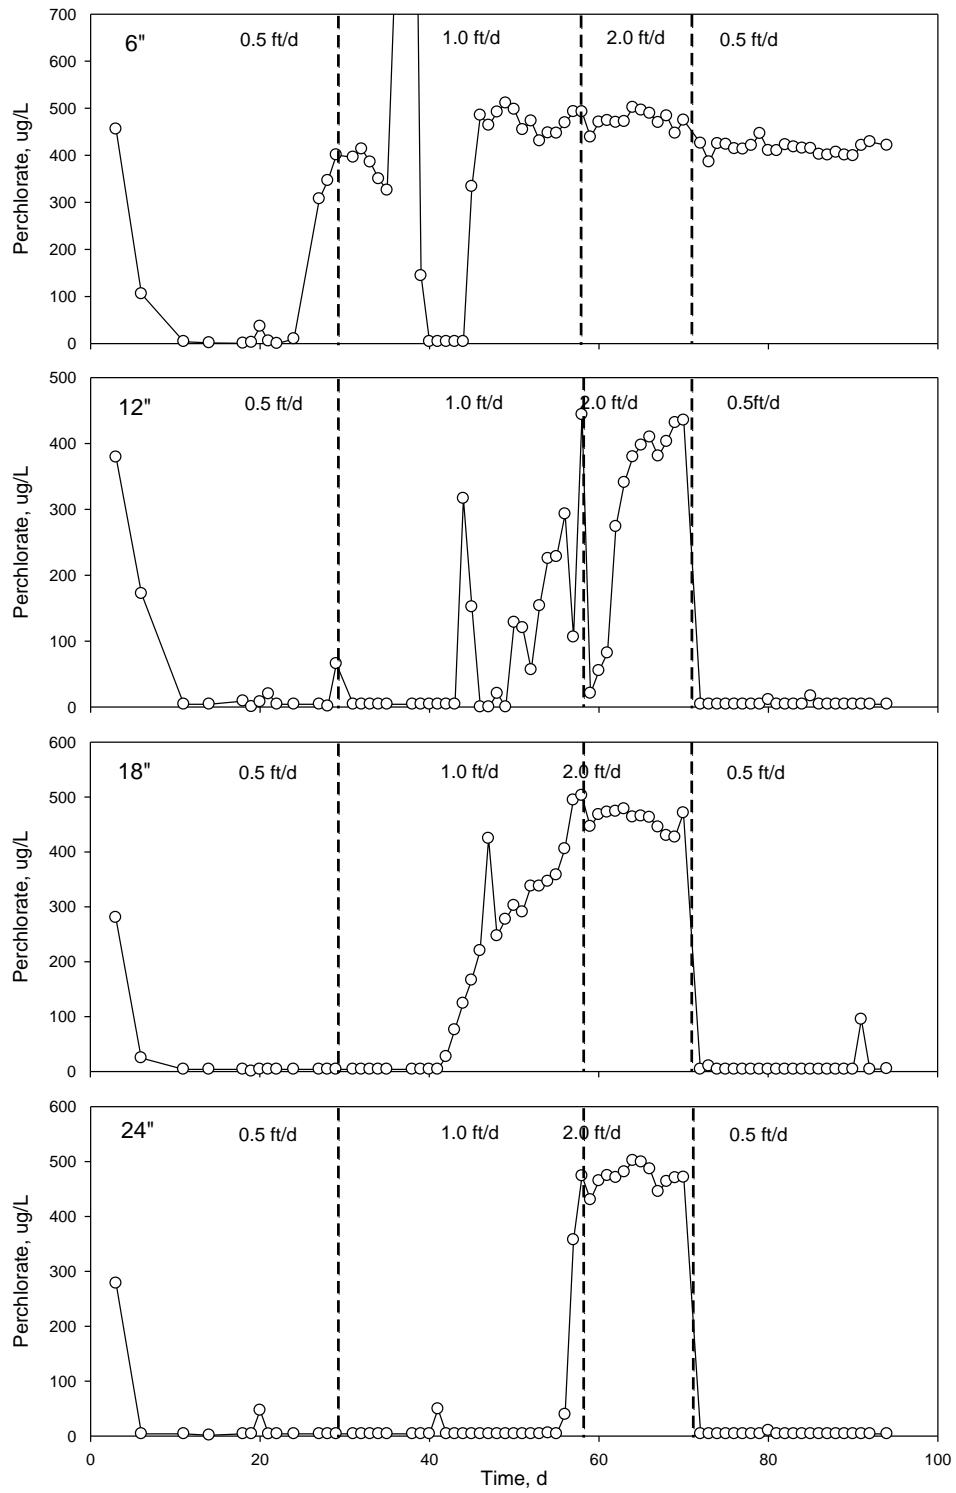 700
6"
0.5 ft/d
1.0 ft/d
2.0 ft/d
0.5 ft/d
600
500
400
300
200
100
0
Perchlorate, ug/L
500
12"
0.5 ft/d
1.0 ft/d
2.0 ft/d
0.5ft/d
400
300
200
100
0
Perchlorate, ug/L
600
18"
0.5 ft/d
1.0 ft/d
2.0 ft/d
0.5 ft/d
500
400
300
200
100
0
Perchlorate, ug/L
600
24"
0.5 ft/d
1.0 ft/d
2.0 ft/d
0.5 ft/d
500
400
300
200
100
0
Perchlorate, ug/L
0 20 40 60 80 100
Time, d